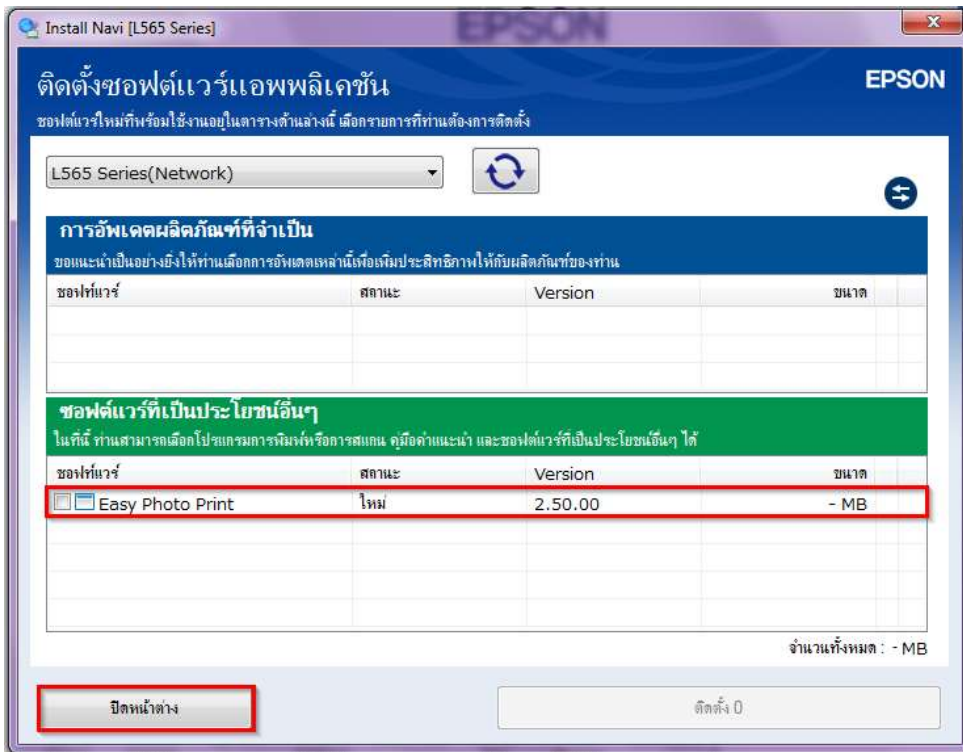 EPSON
Install Navi [L565 Series]
ติดตั้งซอฟต์แวร์แอพพลิเคชัน
EPSON
ซอฟต์แวร์ใหม่ที่พร้อมใช้งานอยู่ในตารางด้านล่างนี้ เลือกรายการที่ท่านต้องการติดตั้ง
L565 Series(Network)
การอัพเดตผลิตภัณฑ์ที่จำเป็น
ขอแนะนำเป็นอย่างยิ่งให้ท่านเลือกการอัพเดตเหล่านี้เพื่อเพิ่มประสิทธิภาพให้กับผลิตภัณฑ์ของท่าน
ซอฟท์แวร์ สถานะ Version ขนาด
ซอฟต์แวร์ที่เป็นประโยชน์อื่นๆ
ในที่นี้ ท่านสามารถเลือกโปรแกรมการพิมพ์หรือการสแกน คู่มือคำแนะนำ และซอฟต์แวร์ที่เป็นประโยชน์อื่นๆ ได้
ซอฟท์แวร์ สถานะ Version ขนาด
Easy Photo Print ใหม่ 2.50.00 - MB
จำนวนทั้งหมด : - MB
ปิดหน้าต่าง ติดตั้ง 0